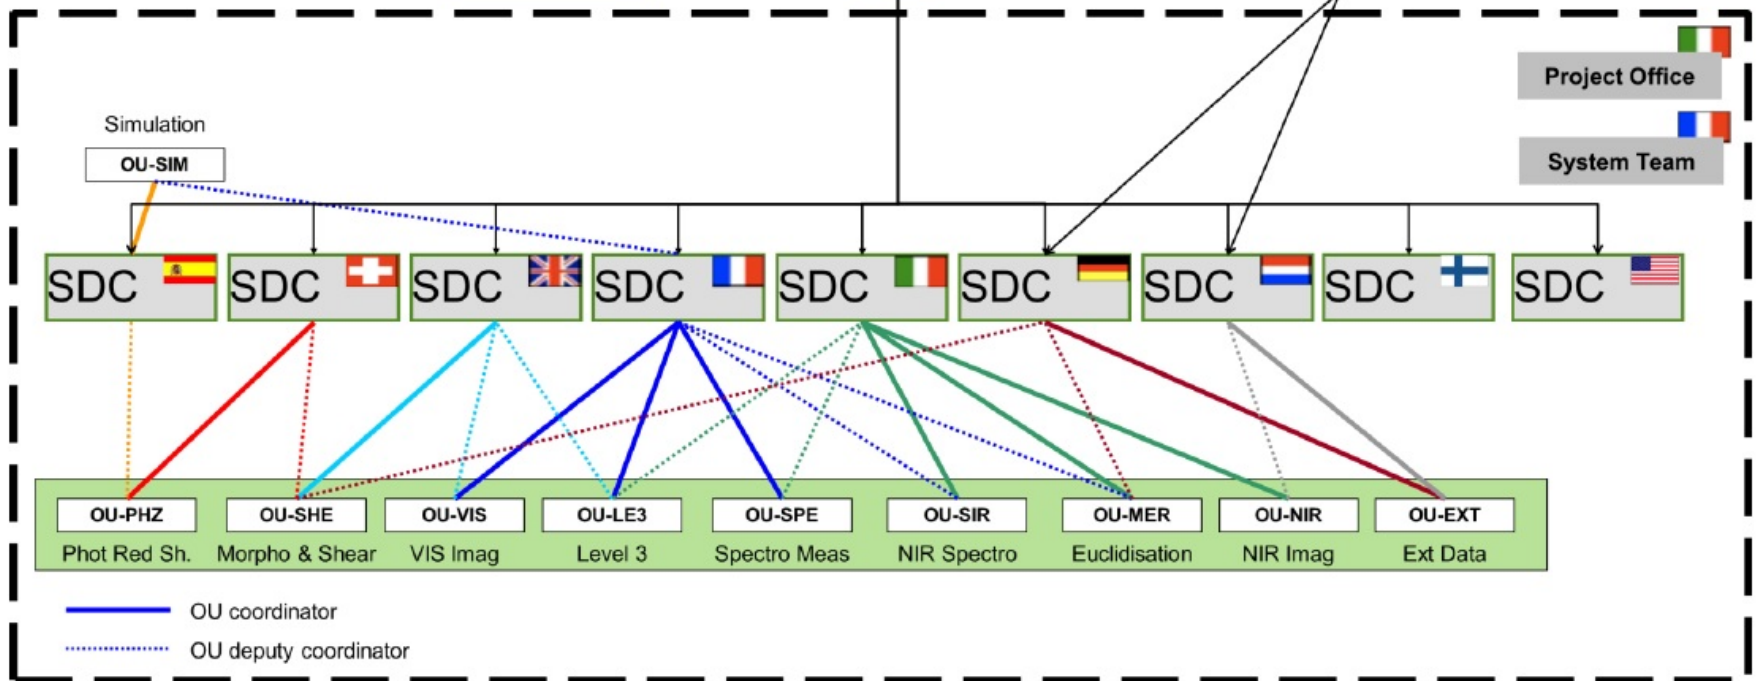 Project Office
Simulation
OU-SIM
System Team
SDC
SDC
SDC
SDC
SDC
SDC
SDC
SDC
SDC
OU-PHZ
OU-SHE
OU-VIS
OU-LE3
OU-SPE
OU-SIR
OU-MER
OU-NIR
OU-EXT
Phot Red Sh.
Morpho & Shear
VIS Imag
Level 3
Spectro Meas
NIR Spectro
Euclidisation
NIR Imag
Ext Data
OU coordinator
OU deputy coordinator